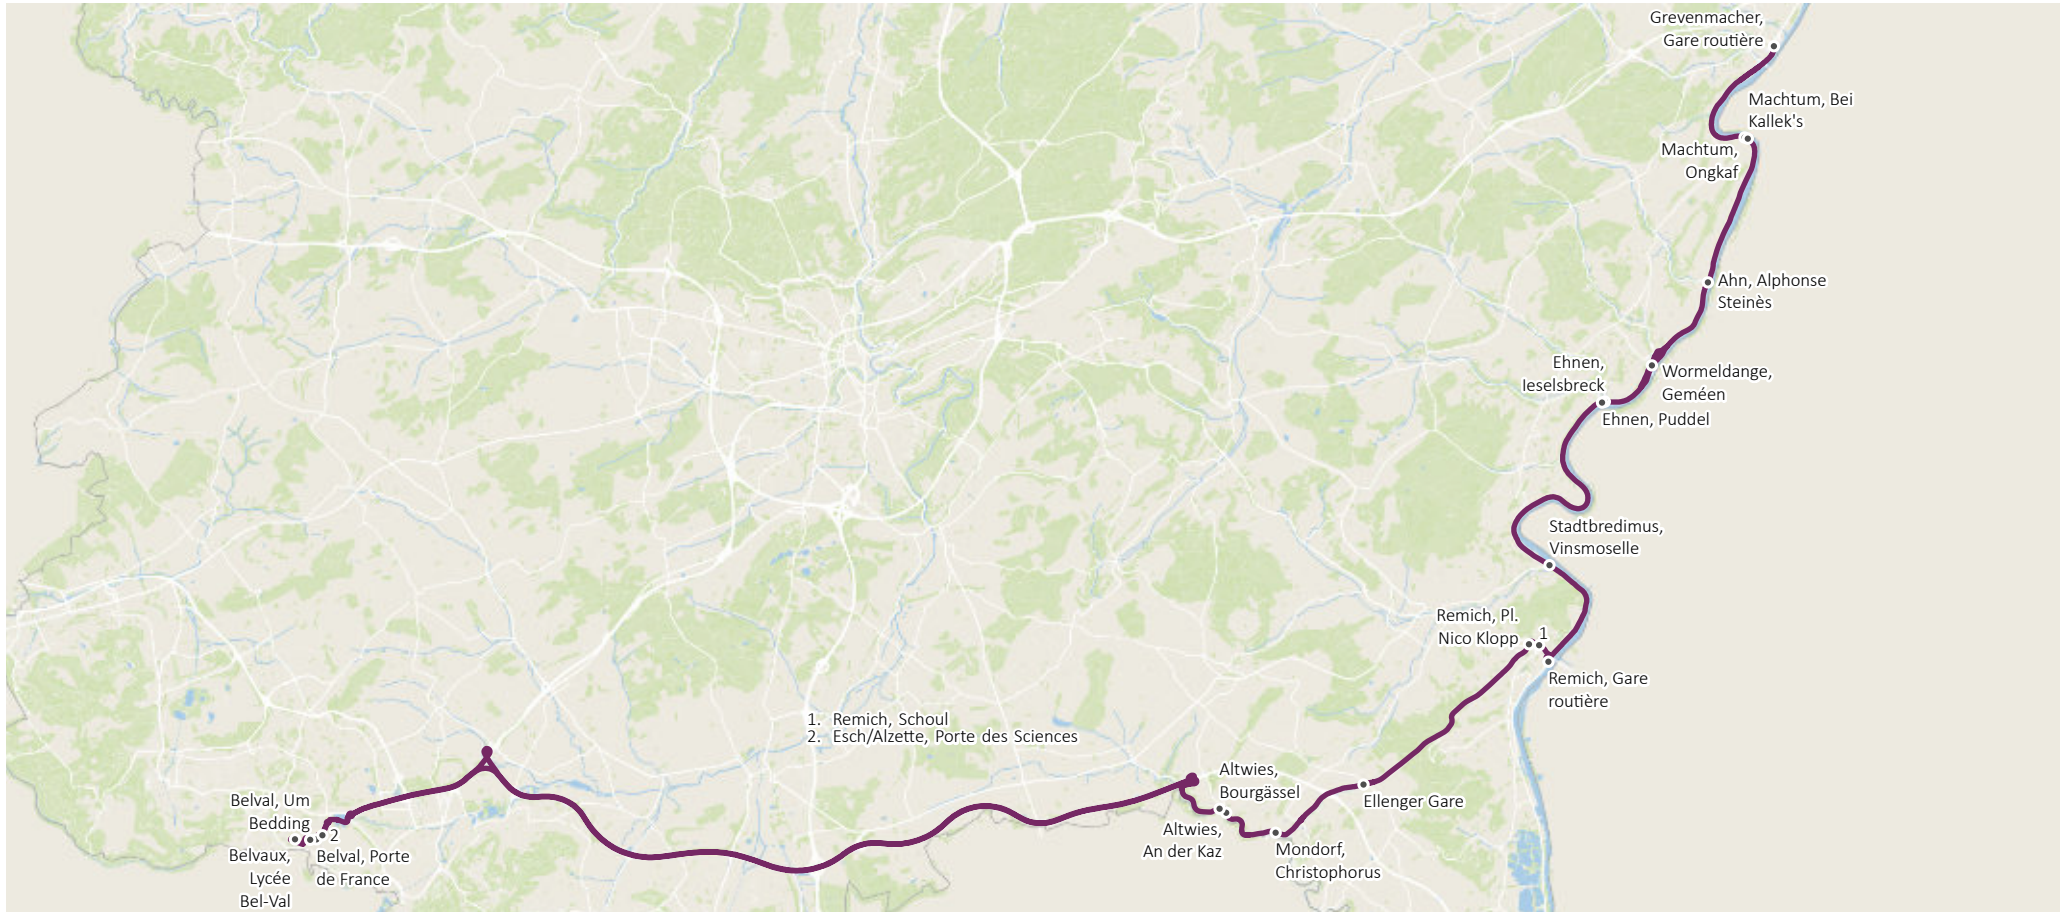 Grevenmacher,
Gare routière
Machtum, Bei
Kallek's
Machtum,
Ongkaf
Ahn, Alphonse
Steinès
Ehnen,
Ieselsbreck
Wormeldange,
Geméen
Ehnen, Puddel
Stadtbredimus,
Vinsmoselle
Remich, Pl.
Nico Klopp
1
Remich, Gare
routière
1. Remich, Schoul
2. Esch/Alzette, Porte des Sciences
Altwies,
Bourgässel
Ellenger Gare
Altwies,
An der Kaz
Mondorf,
Christophorus
Belval, Um
Bedding
2
Belvaux,
Lycée
Bel-Val
Belval, Porte
de France